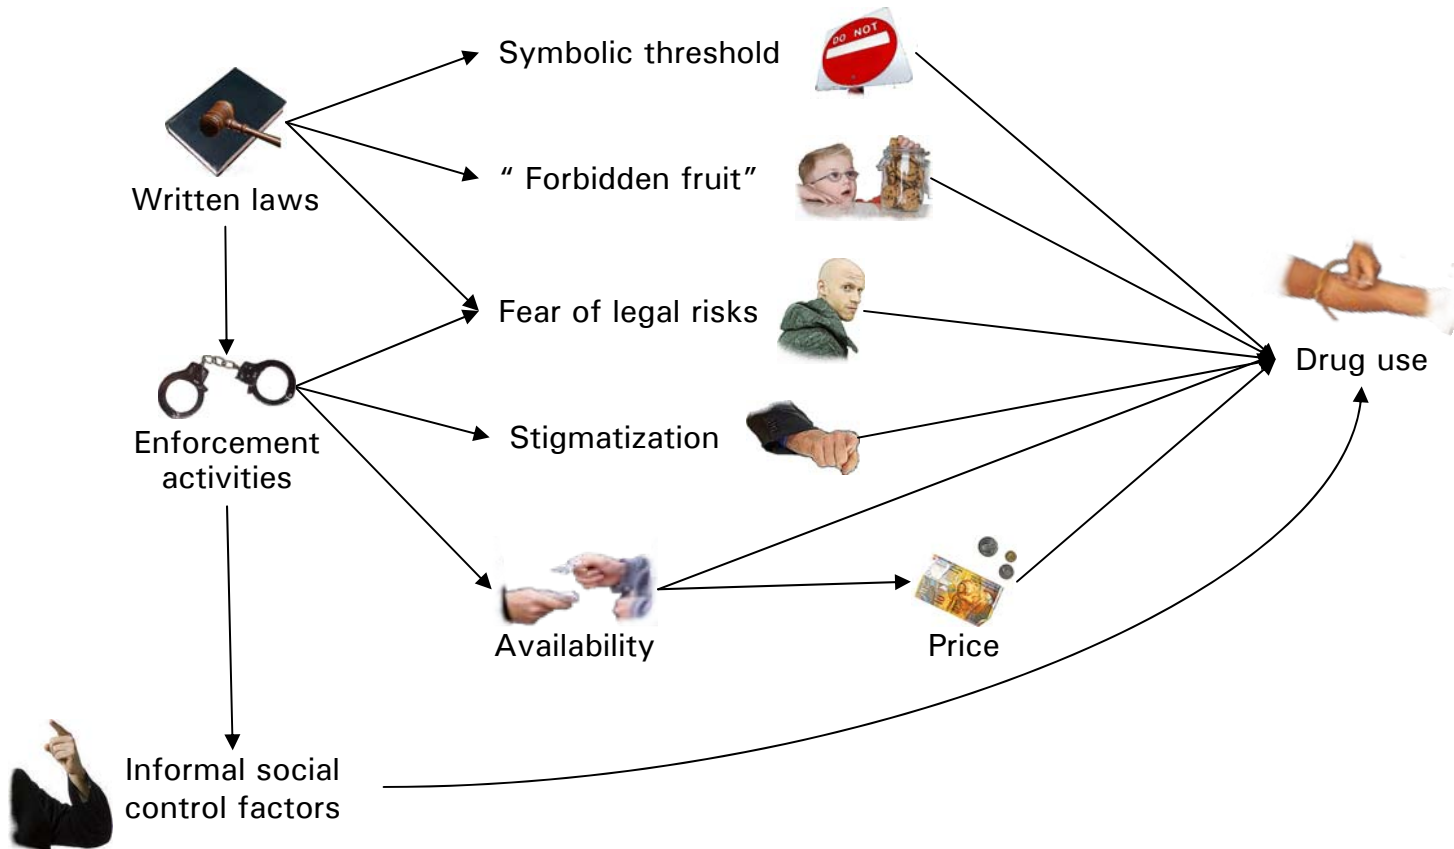 Symbolic threshold
DO NOT
Written laws
“ Forbidden fruit”
Fear of legal risks
Enforcement
activities
Stigmatization
Drug use
Availability
Price
Informal social
control factors